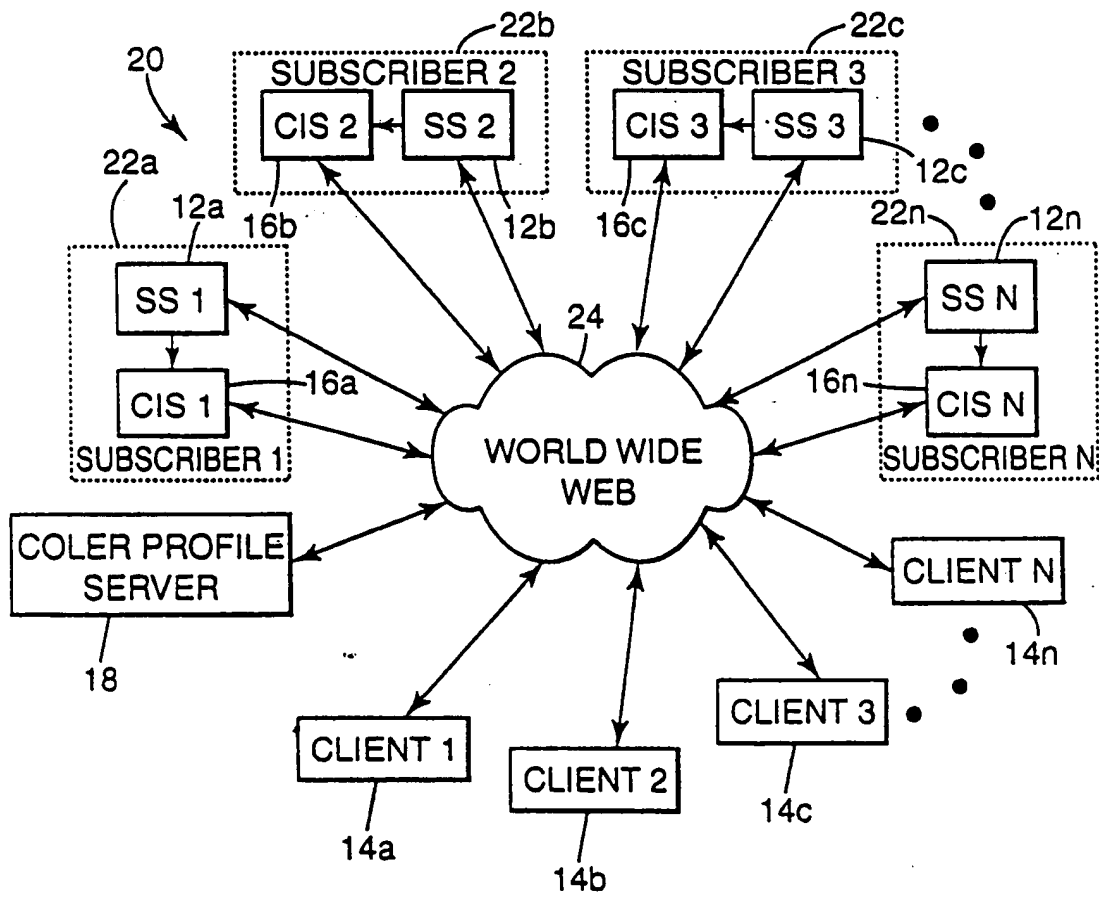 22b
22c
20
SUBSCRIBER 2
SUBSCRIBER 3
CIS 2
SS 2
CIS 3
SS 3
22a
12a
16b
12b
16c
12c
22n
12n
SS 1
SS N
24
16a
16n
CIS 1
CIS N
SUBSCRIBER 1
WORLD WIDE
WEB
SUBSCRIBER N
COLER PROFILE
SERVER
CLIENT N
18
14n
CLIENT 3
CLIENT 1
CLIENT 2
14c
14a
14b